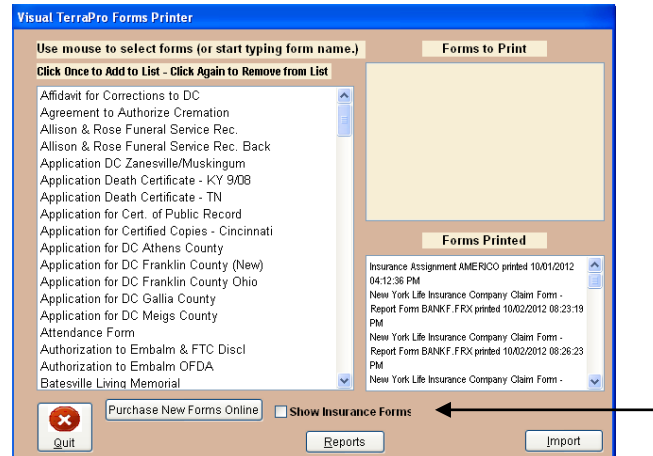 Visual TerraPro Forms Printer
Use mouse to select forms (or start typing form name.)
Click Once to Add to List - Click Again to Remove from List
Affidavit for Corrections to DC
Agreement to Authorize Cremation
Allison & Rose Funeral Service Rec.
Allison & Rose Funeral Service Rec. Back
Application DC Zanesville/Muskingum
Application Death Certificate - KY 9/08
Application Death Certificate - TN
Application for Cert. of Public Record
Application for Certified Copies - Cincinnati
Application for DC Athens County
Application for DC Franklin County (New)
Application for DC Franklin County Ohio
Application for DC Gallia County
Application for DC Meigs County
Attendance Form
Authorization to Embalm & FTC Discl
Authorization to Embalm OFDA
Batesville Living Memorial
Forms to Print
Forms Printed
Insurance Assignment AMERICO printed 10/01/2012
04:12:36 PM
New York Life Insurance Company Claim Form -
Report Form BANKF.FRX printed 10/02/2012 08:23:19
PM
New York Life Insurance Company Claim Form -
Report Form BANKF.FRX printed 10/02/2012 08:26:23
PM
New York Life Insurance Company Claim Form -
Quit
Purchase New Forms Online
Show Insurance Forms
Reports
Import